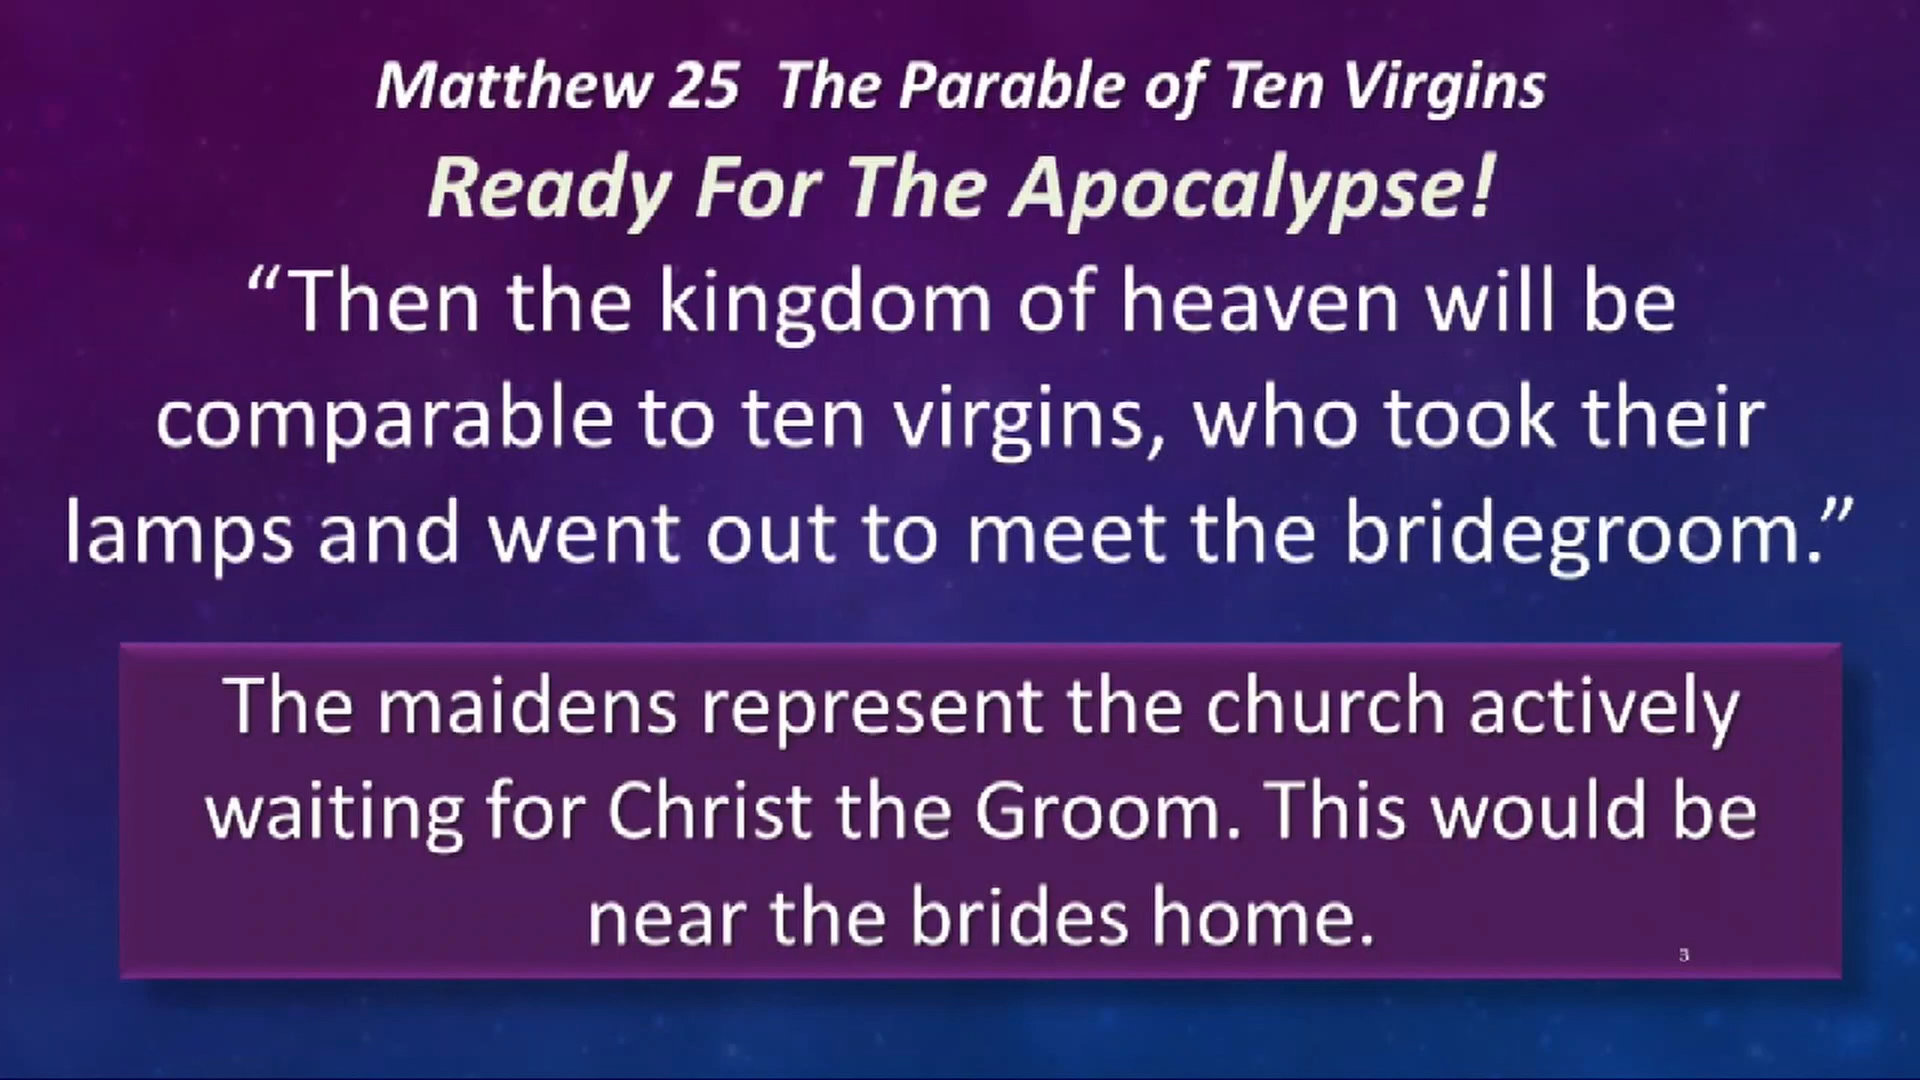 Matthew 25 The Parable of Ten Virgins
Ready For The Apocalypse!
“Then the kingdom of heaven will be
comparable to ten virgins, who took their
lamps and went out to meet the bridegroom.”
The maidens represent the church actively
waiting for Christ the Groom. This would be
near the brides home.
3